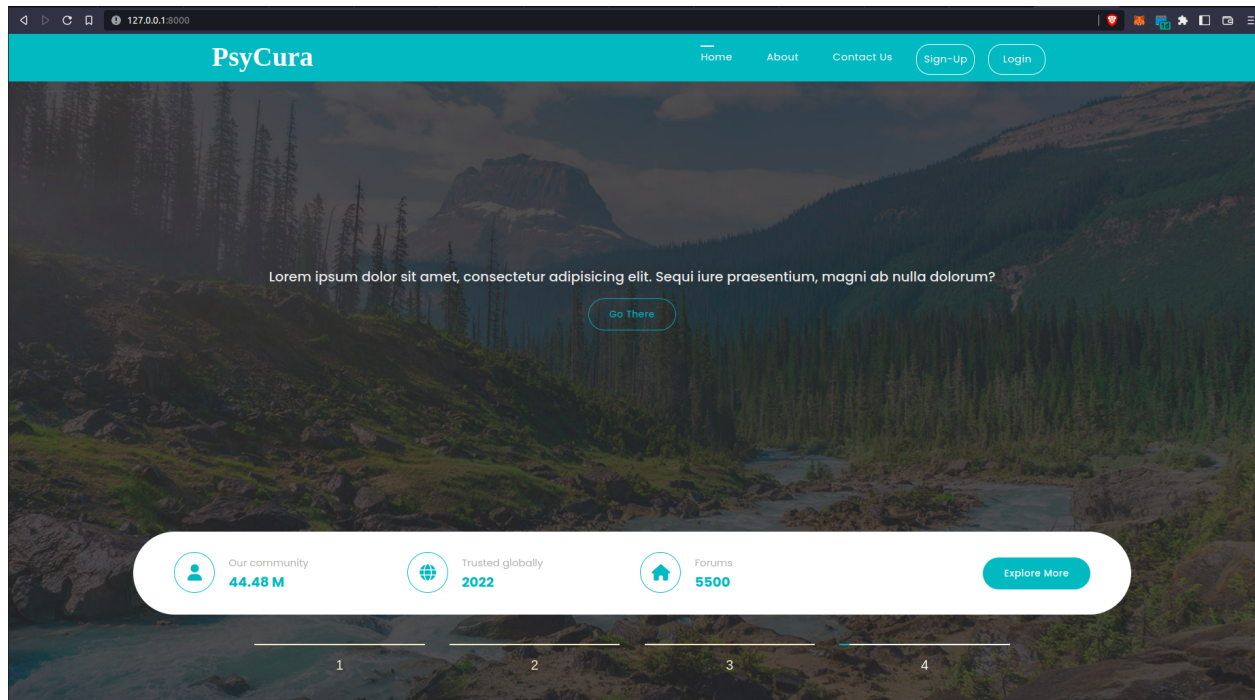 127.0.0.1:8000
PsyCura
Home About Contact Us Sign-Up Login
Lorem ipsum dolor sit amet, consectetur adipisicing elit. Sequi iure praesentium, magni ab nulla dolorum?
Go There
Our community
44.48 M
Trusted globally
2022
Forums
5500
Explore More
1 2 3 4